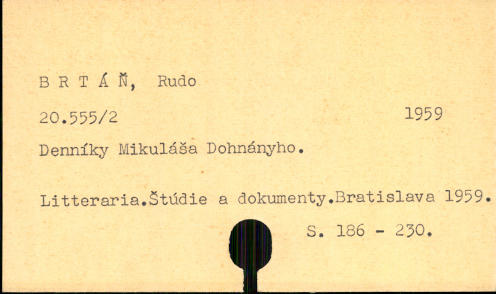 B R T Á Ň, Rudo
20.555/2 1959
Denníky Mikuláša Dohnányho.
Litteraria.Štúdie a dokumenty.Bratislava 1959.
S. 186 - 230.